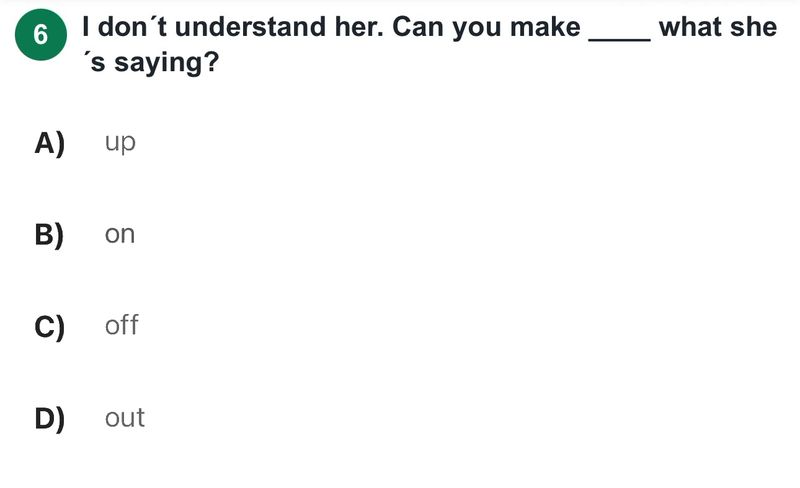 6 I don´t understand her. Can you make ____ what she
´s saying?
A) up
B) on
C) off
D) out